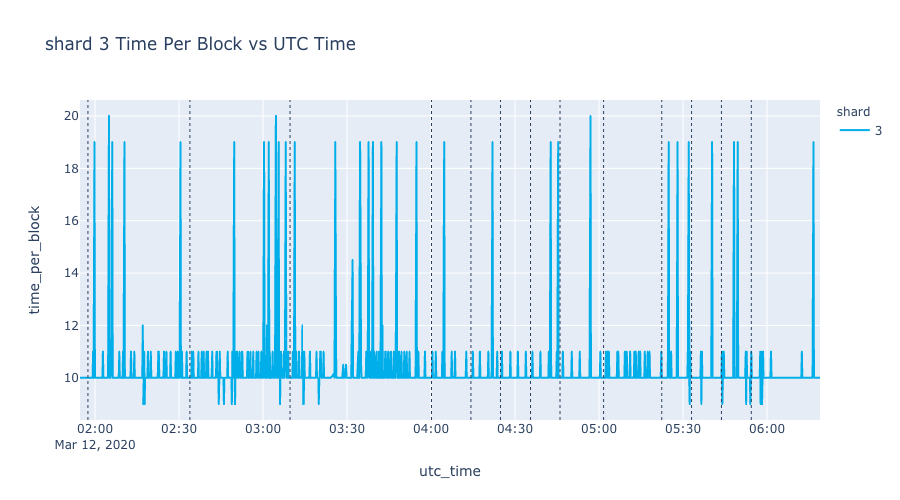 shard 3 Time Per Block vs UTC Time
shard
3
time_per_block
20
18
16
14
12
10
02:00 02:30 03:00 03:30 04:00 04:30 05:00 05:30 06:00
Mar 12, 2020
utc_time